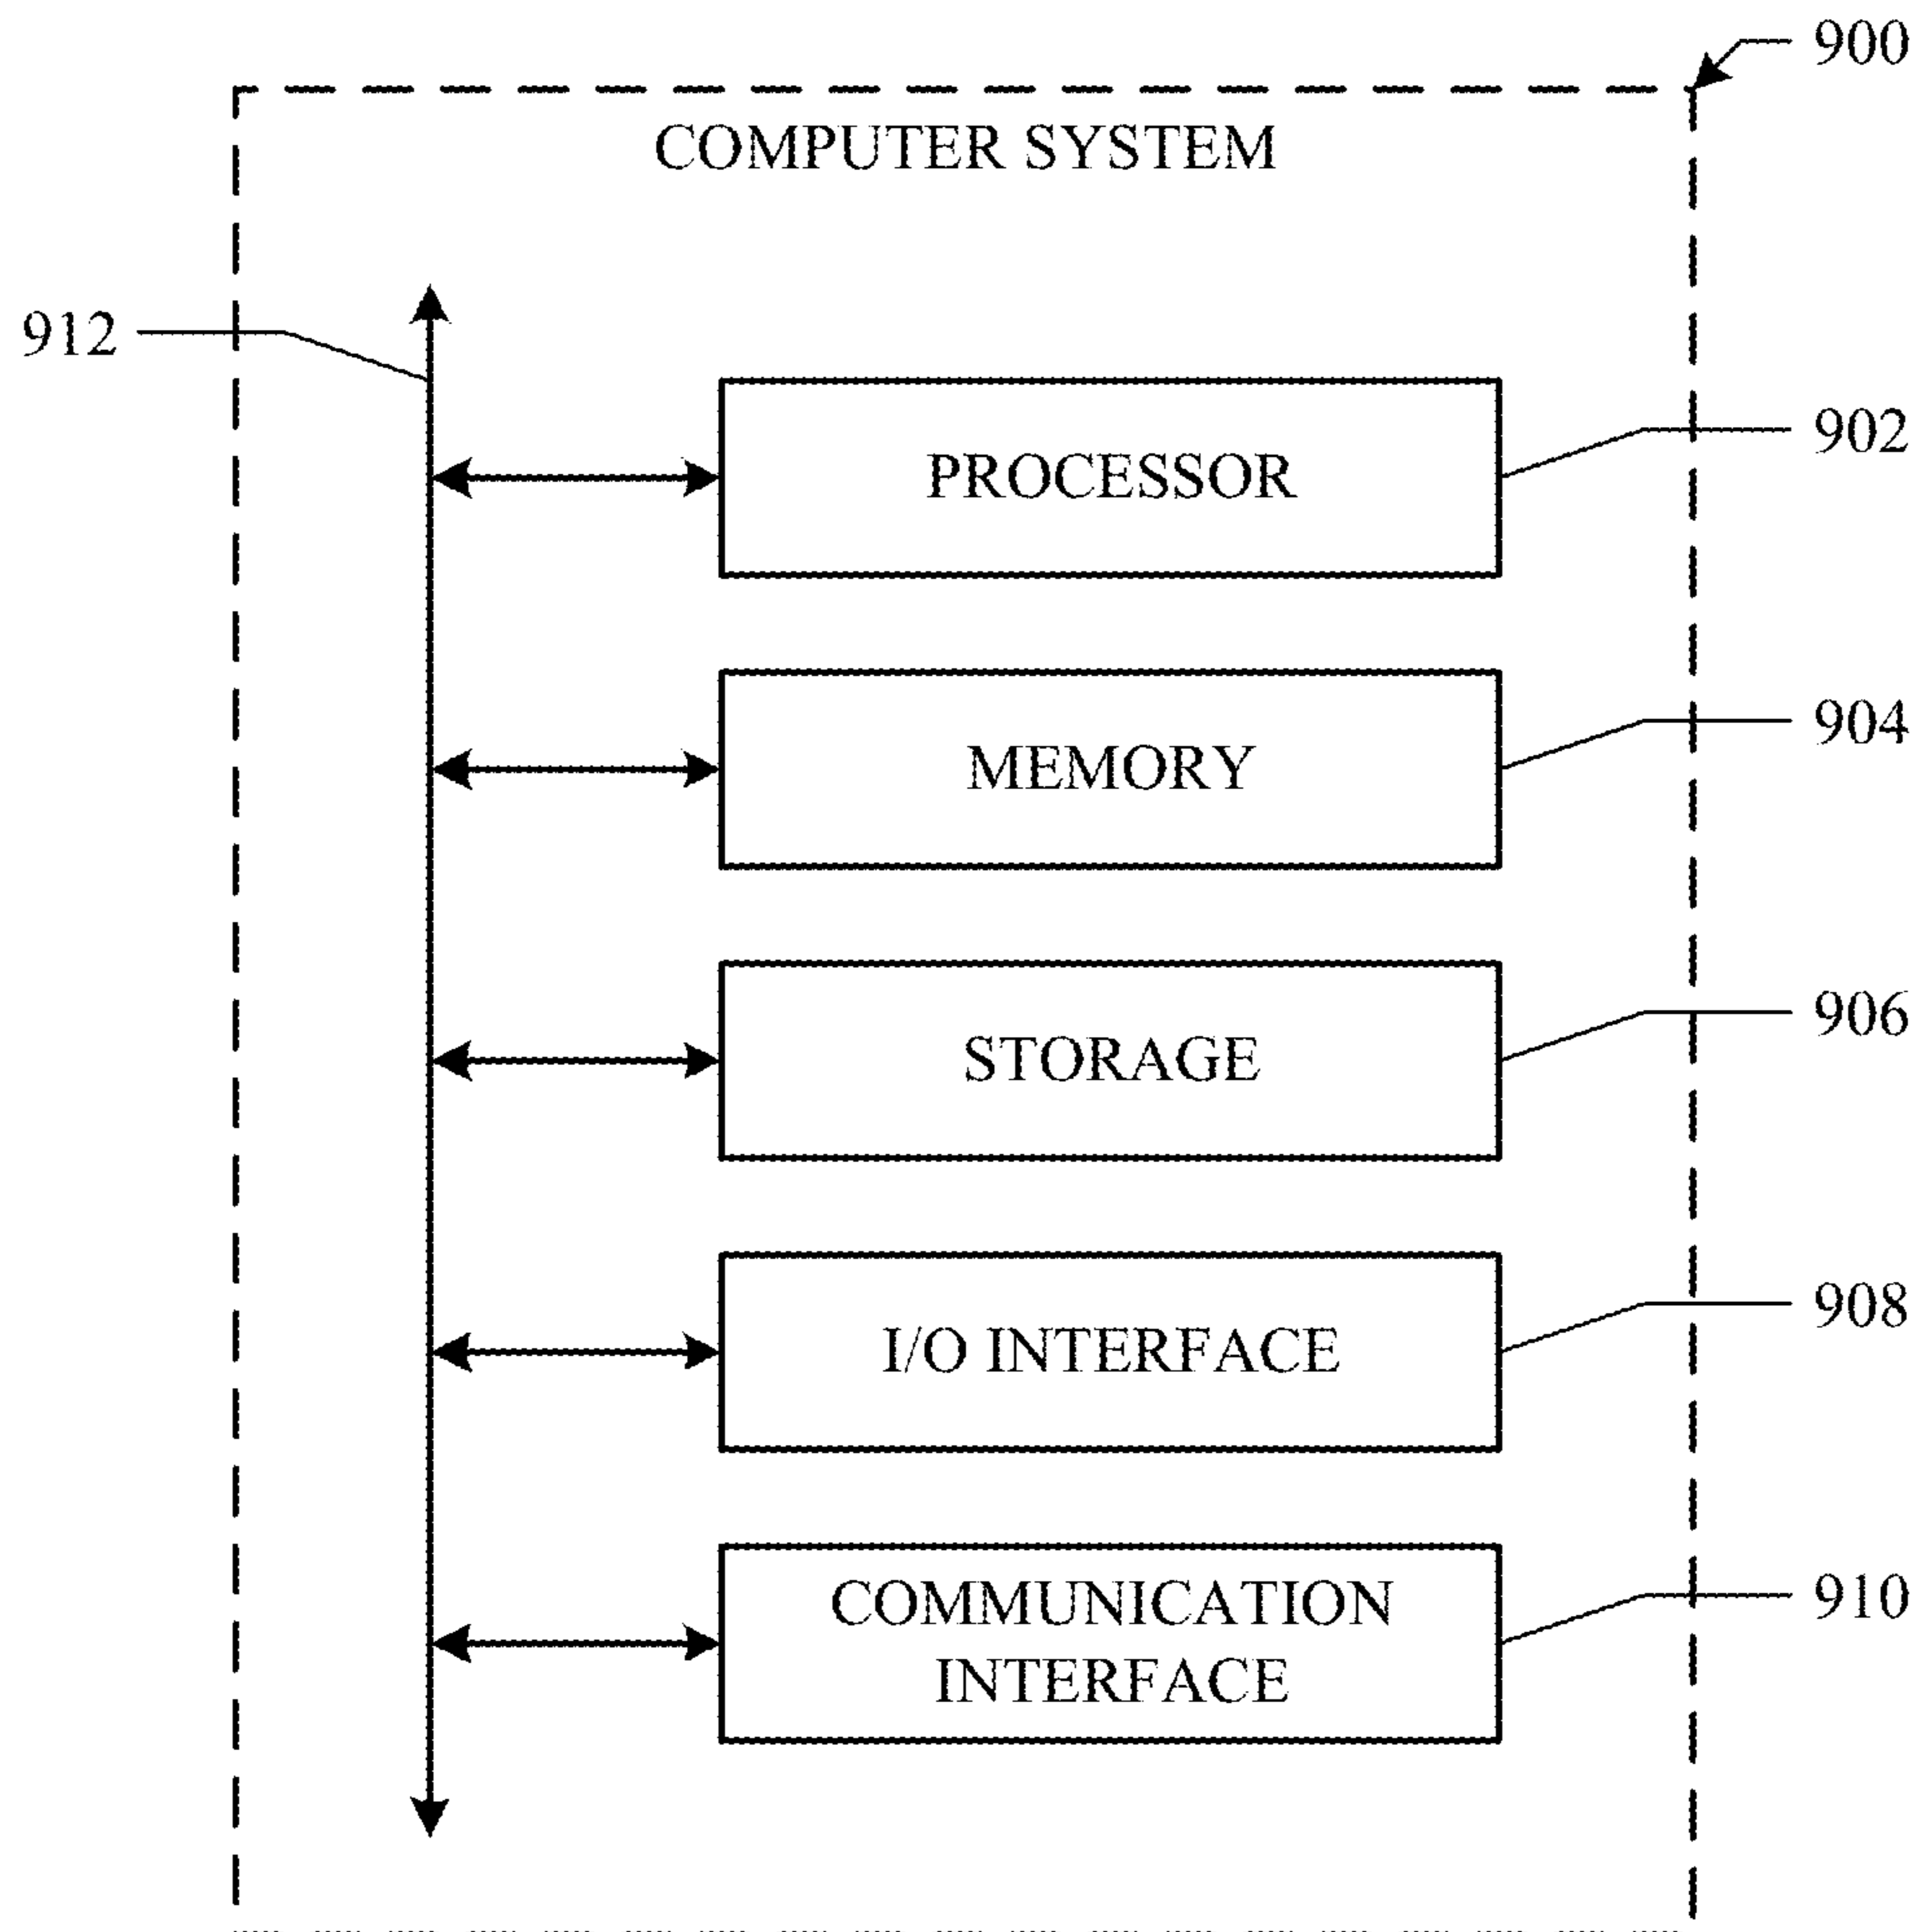 900
COMPUTER SYSTEM
912
PROCESSOR
902
MEMORY
904
STORAGE
906
I/O INTERFACE
908
COMMUNICATION
INTERFACE
910